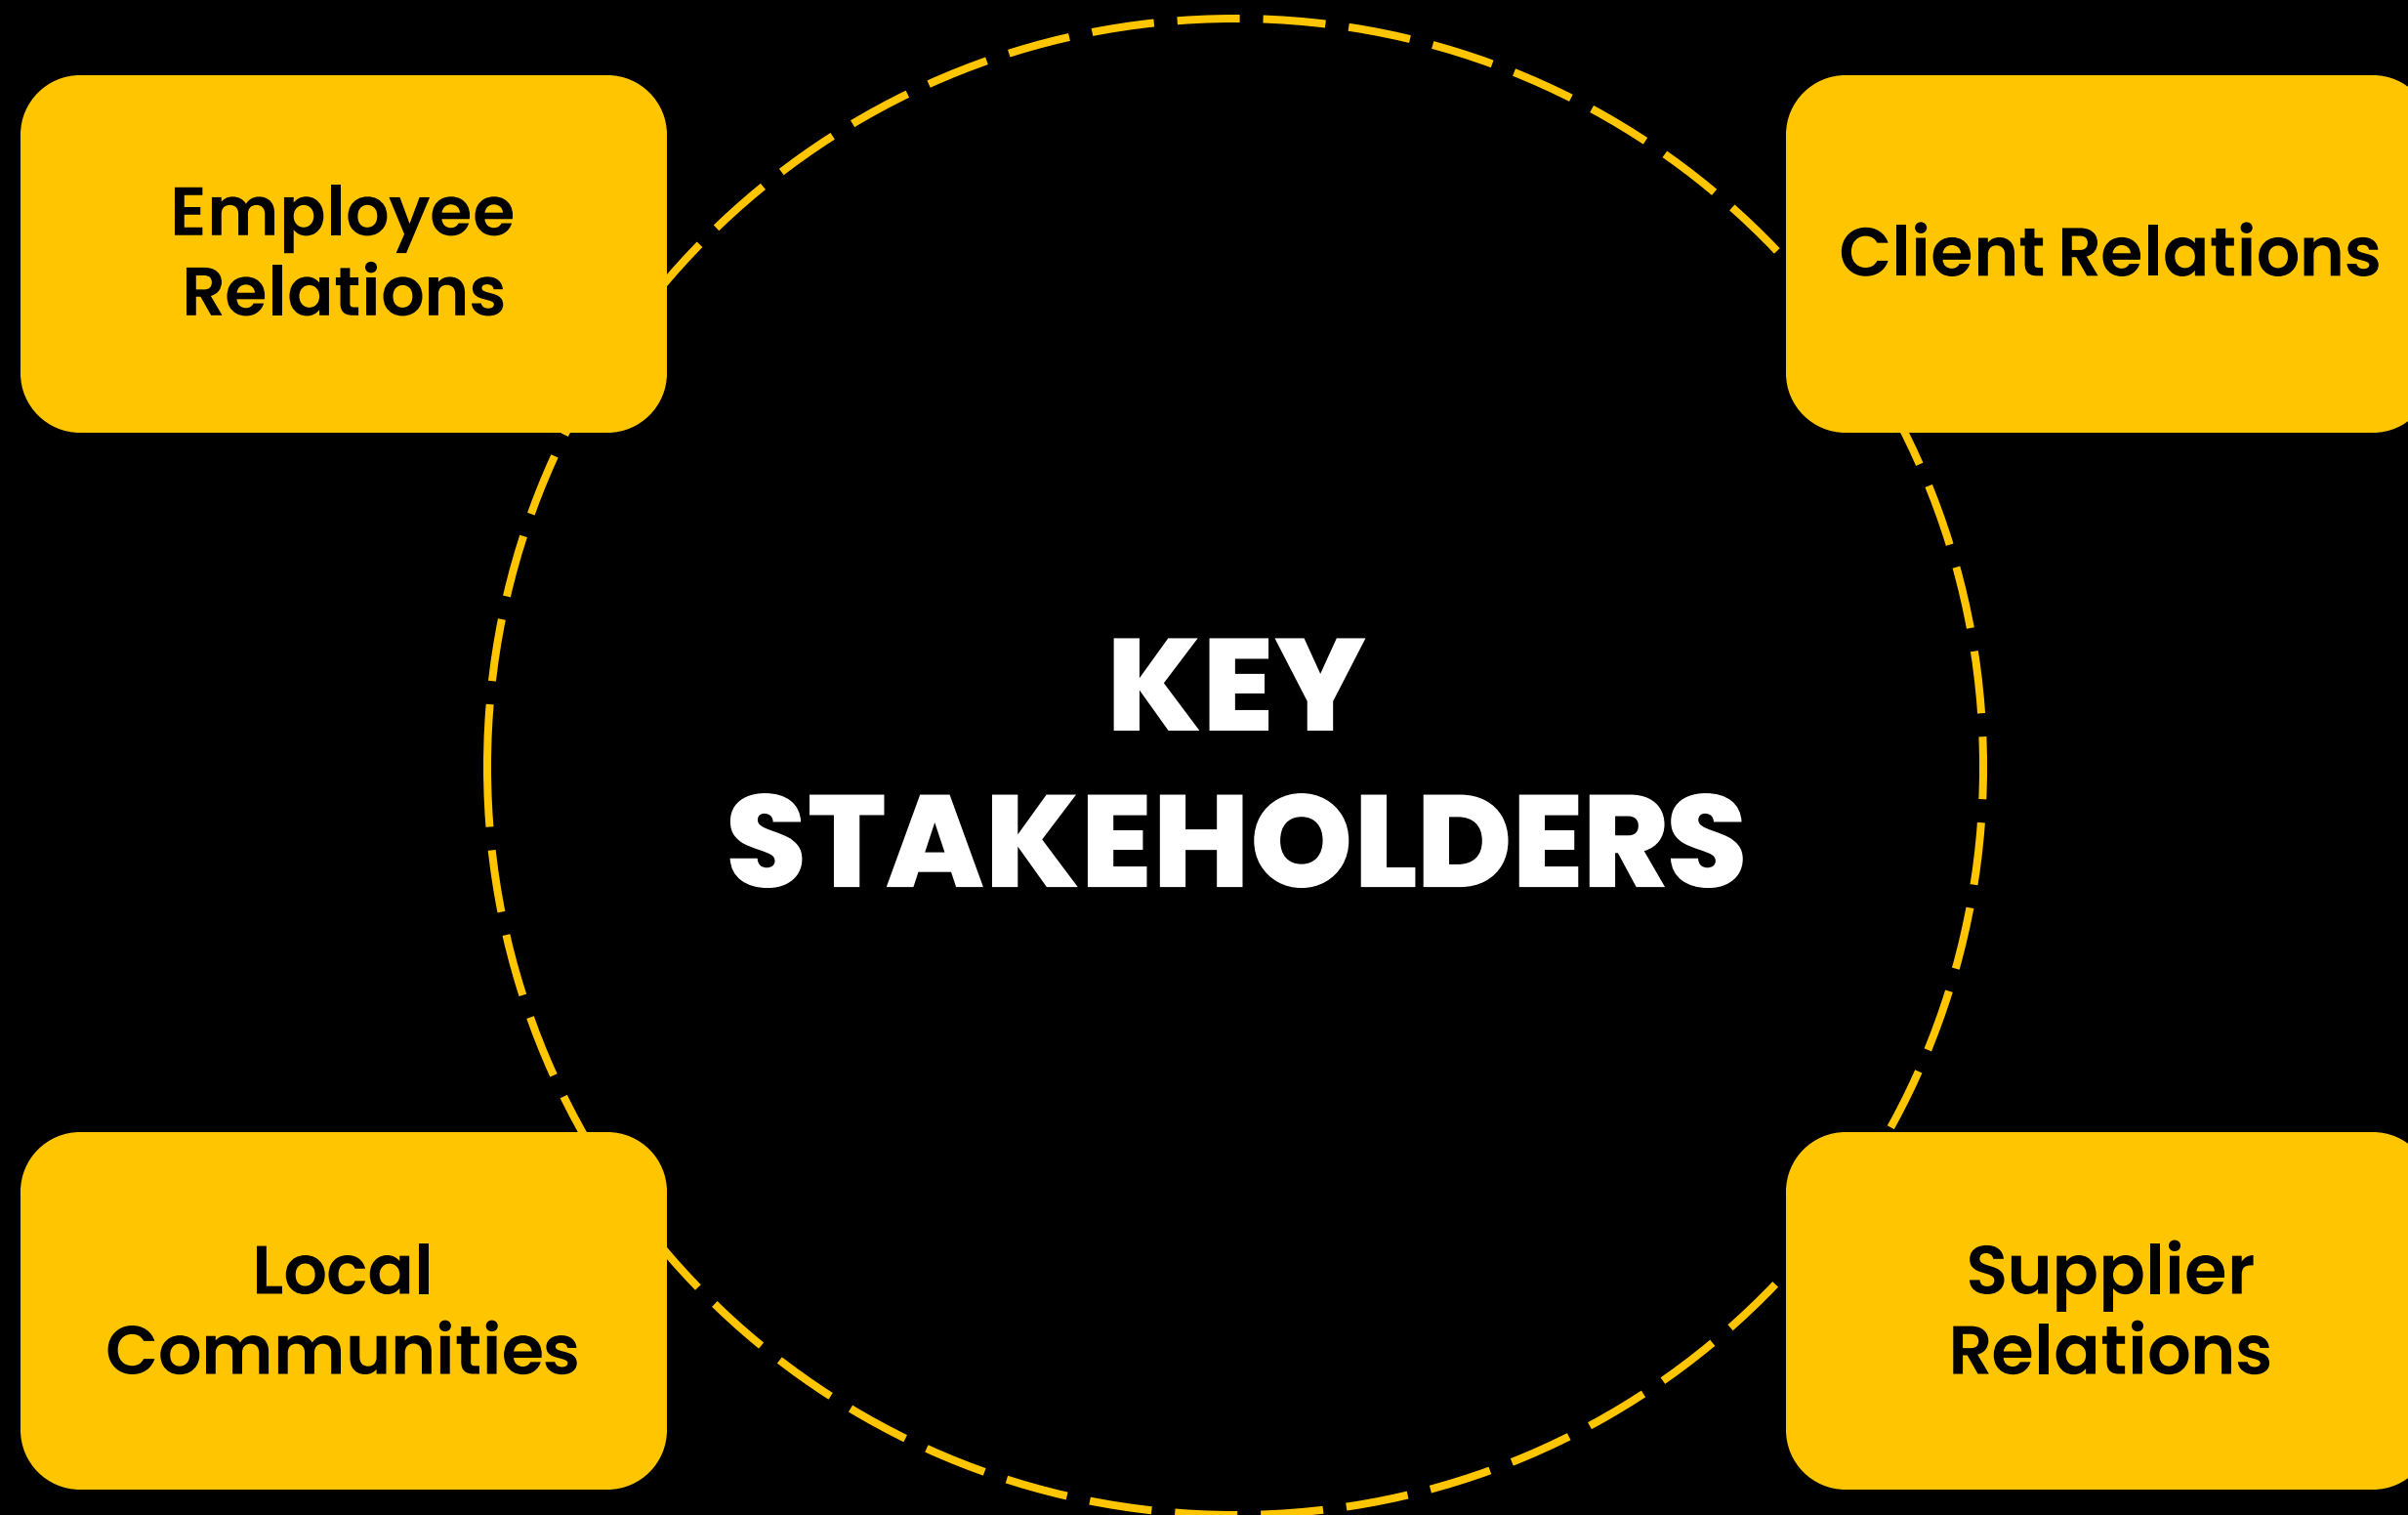 Employee
Relations
Client Relations
KEY
STAKEHOLDERS
Local
Communities
Supplier
Relations